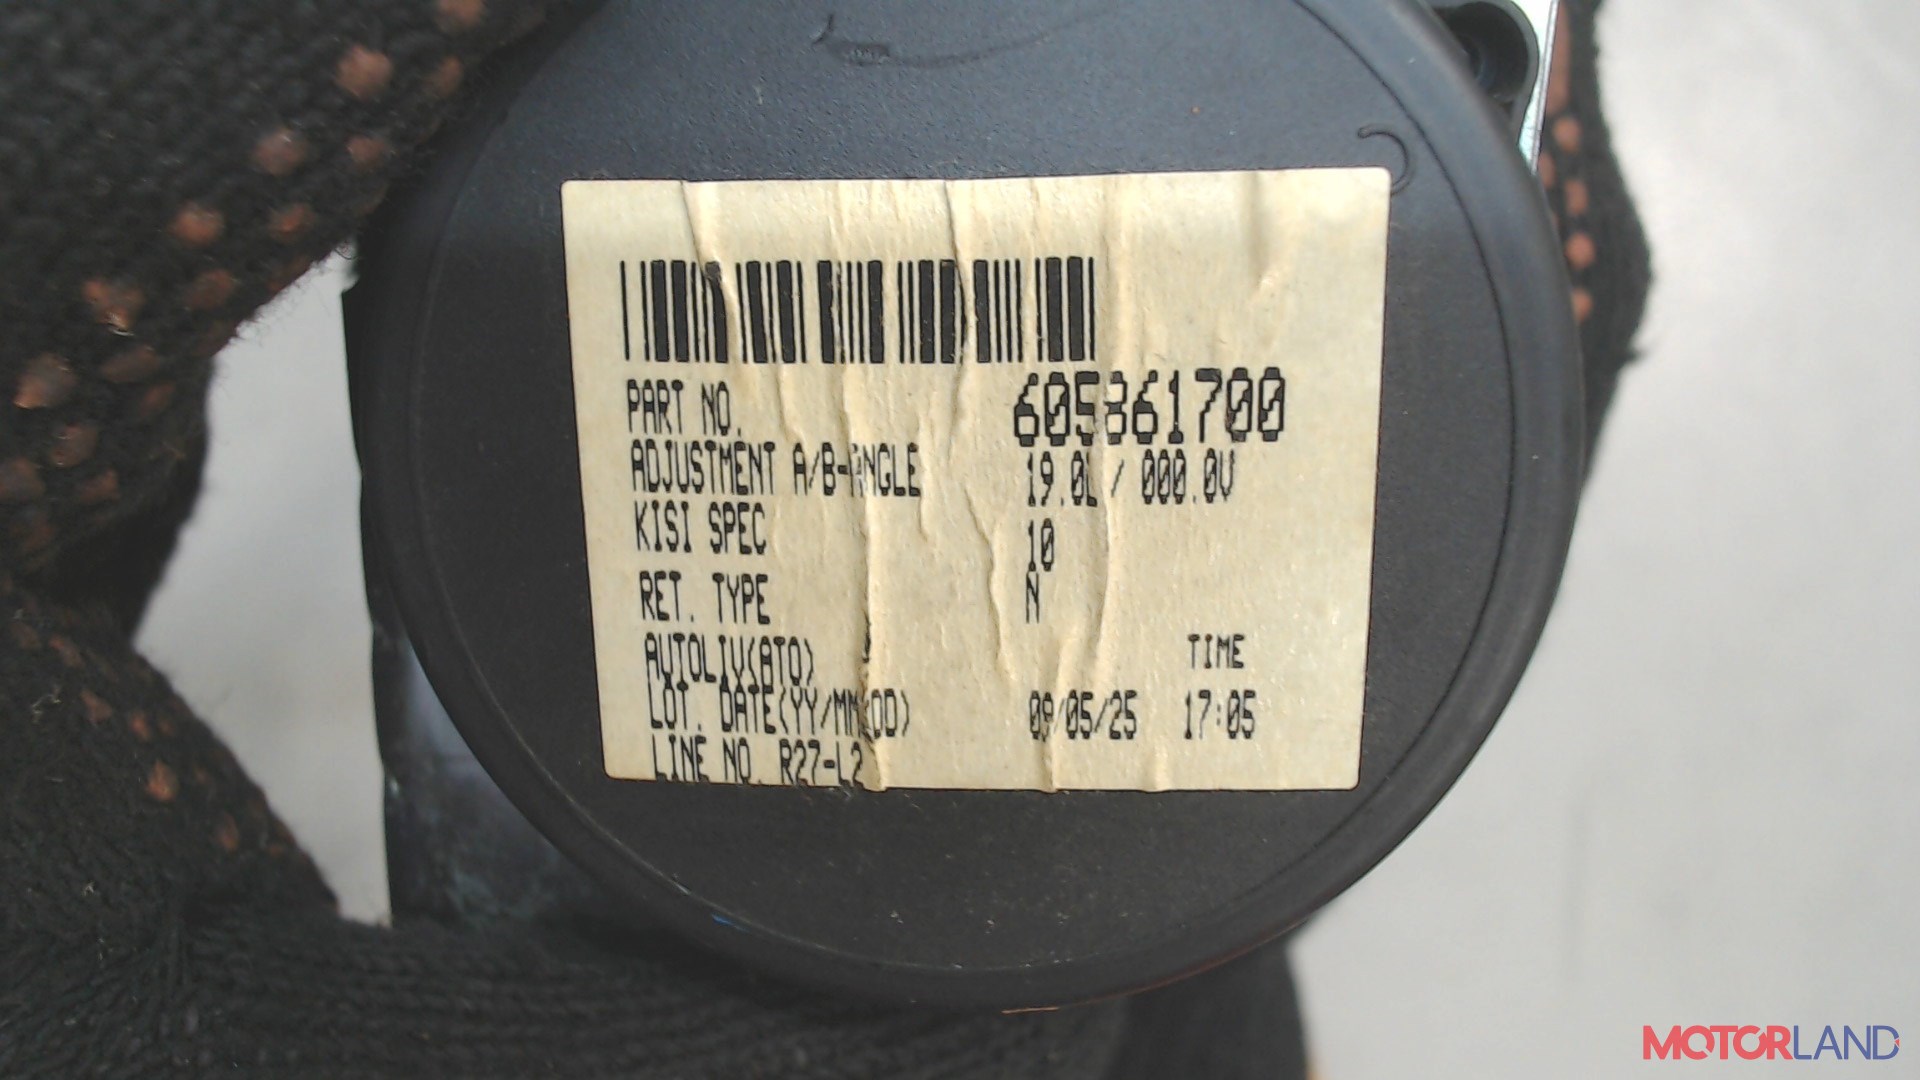 PART NO. 605861700
ADJUSTMENT A/B-ANGLE 19.0L / 000.0V
KISI SPEC 10
RET. TYPE N
AUTOLIV(ATO) TIME
LOT. DATE(YY/MM/DD) 09/05/25 17:05
LINE NO. R27-L2
MOTORLAND